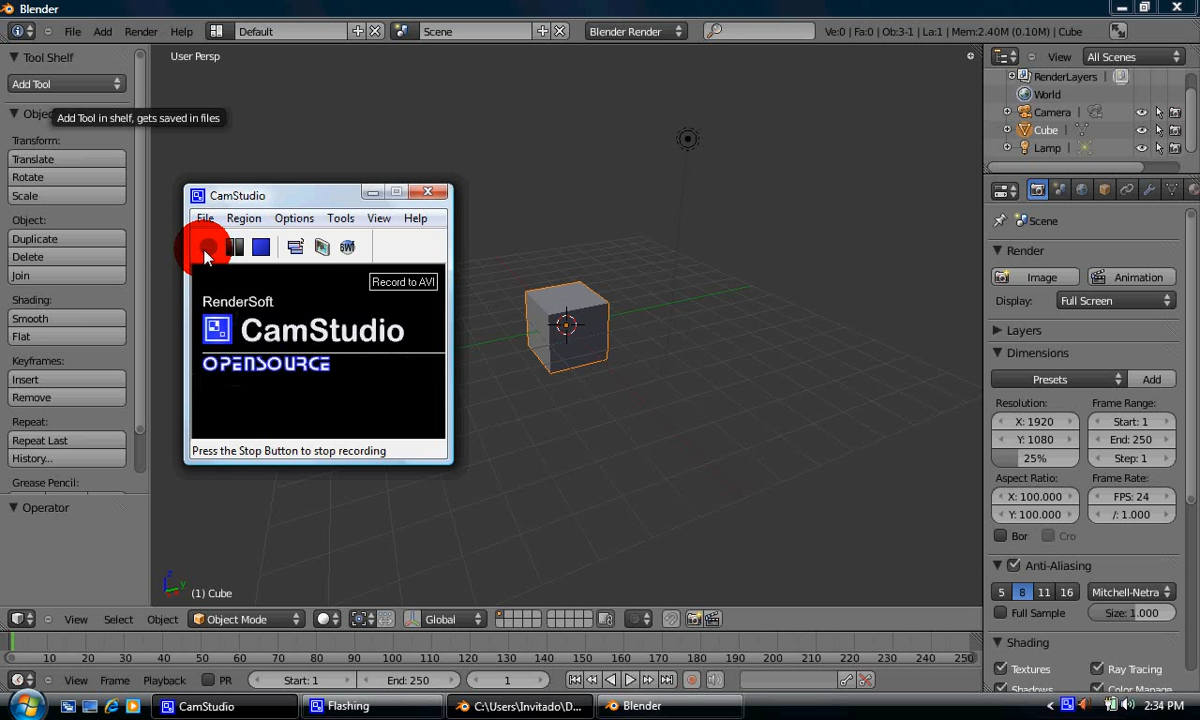 Blender
File Add Render Help Default Scene Blender Render Ve:0 | Fa:0 | Ob:3-1 | La:1 | Mem:2.40M (0.10M) | Cube
Tool Shelf
Add Tool
Add Tool in shelf, gets saved in files
Transform:
Translate
Rotate
Scale
Object:
Duplicate
Delete
Join
Shading:
Smooth
Flat
Keyframes:
Insert
Remove
Repeat:
Repeat Last
History...
Grease Pencil:
Operator
User Persp
CamStudio
File Region Options Tools View Help
Record to AVI
RenderSoft
CamStudio
OPENSOURCE
Press the Stop Button to stop recording
(1) Cube
View Select Object Object Mode Global
0 10 20 30 40 50 60 70 80 90 100 110 120 130 140 150 160 170 180 190 200 210 220 230 240 250
View Frame Playback PR Start: 1 End: 250 1
View All Scenes
RenderLayers
World
Camera
Cube
Lamp
Scene
Render
Image Animation
Display: Full Screen
Layers
Dimensions
Presets Add
Resolution: Frame Range:
X: 1920 Start: 1
Y: 1080 End: 250
25% Step: 1
Aspect Ratio: Frame Rate:
X: 100.000 FPS: 24
Y: 100.000 /: 1.000
Bor Cro
Anti-Aliasing
5 8 11 16 Mitchell-Netra
Full Sample Size: 1.000
Shading
Textures Ray Tracing
Shadows Color Manage
CamStudio Flashing C:\Users\Invitado\D... Blender 2:34 PM